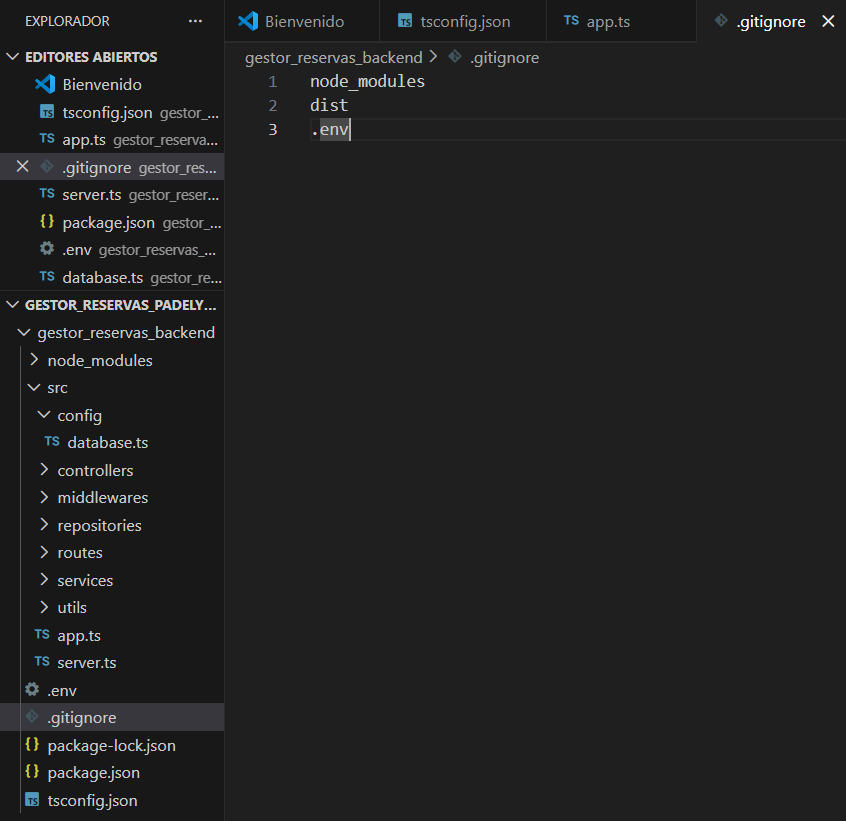 EXPLORADOR ···
EDITORES ABIERTOS
Bienvenido
tsconfig.json gestor_...
TS app.ts gestor_reserva...
.gitignore gestor_res...
TS server.ts gestor_reser...
{} package.json gestor_...
.env gestor_reservas_...
TS database.ts gestor_re...
GESTOR_RESERVAS_PADELY...
gestor_reservas_backend
node_modules
src
config
TS database.ts
controllers
middlewares
repositories
routes
services
utils
TS app.ts
TS server.ts
.env
.gitignore
{} package-lock.json
{} package.json
TS tsconfig.json
Bienvenido
TS tsconfig.json
TS app.ts
.gitignore
gestor_reservas_backend > .gitignore
1 node_modules
2 dist
3 .env